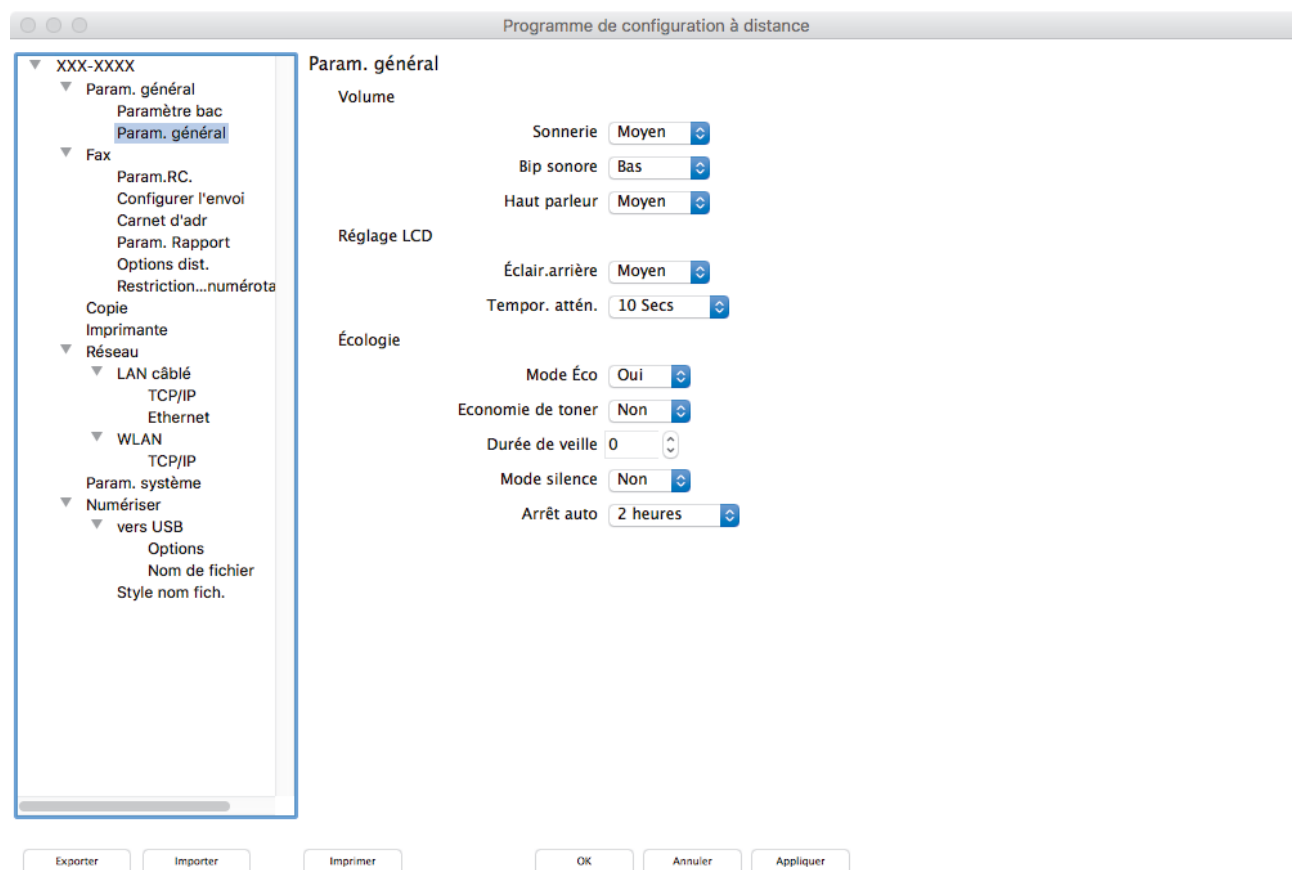 Programme de configuration à distance
XXX-XXXX
Param. général
Paramètre bac
Param. général
Fax
Param.RC.
Configurer l'envoi
Carnet d'adr
Param. Rapport
Options dist.
Restriction...numérota
Copie
Imprimante
Réseau
LAN câblé
TCP/IP
Ethernet
WLAN
TCP/IP
Param. système
Numériser
vers USB
Options
Nom de fichier
Style nom fich.
Param. général
Volume
Sonnerie Moyen
Bip sonore Bas
Haut parleur Moyen
Réglage LCD
Éclair.arrière Moyen
Tempor. attén. 10 Secs
Écologie
Mode Éco Oui
Economie de toner Non
Durée de veille 0
Mode silence Non
Arrêt auto 2 heures
Exporter Importer Imprimer OK Annuler Appliquer